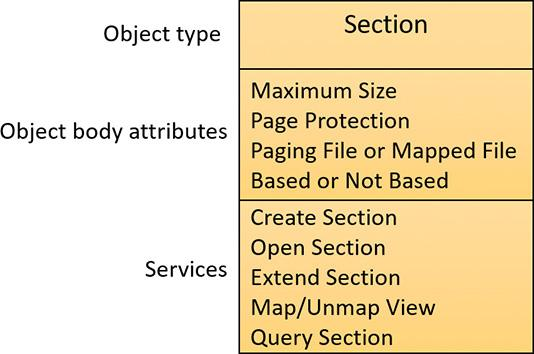 Object type
Section
Object body attributes
Maximum Size
Page Protection
Paging File or Mapped File
Based or Not Based
Services
Create Section
Open Section
Extend Section
Map/Unmap View
Query Section